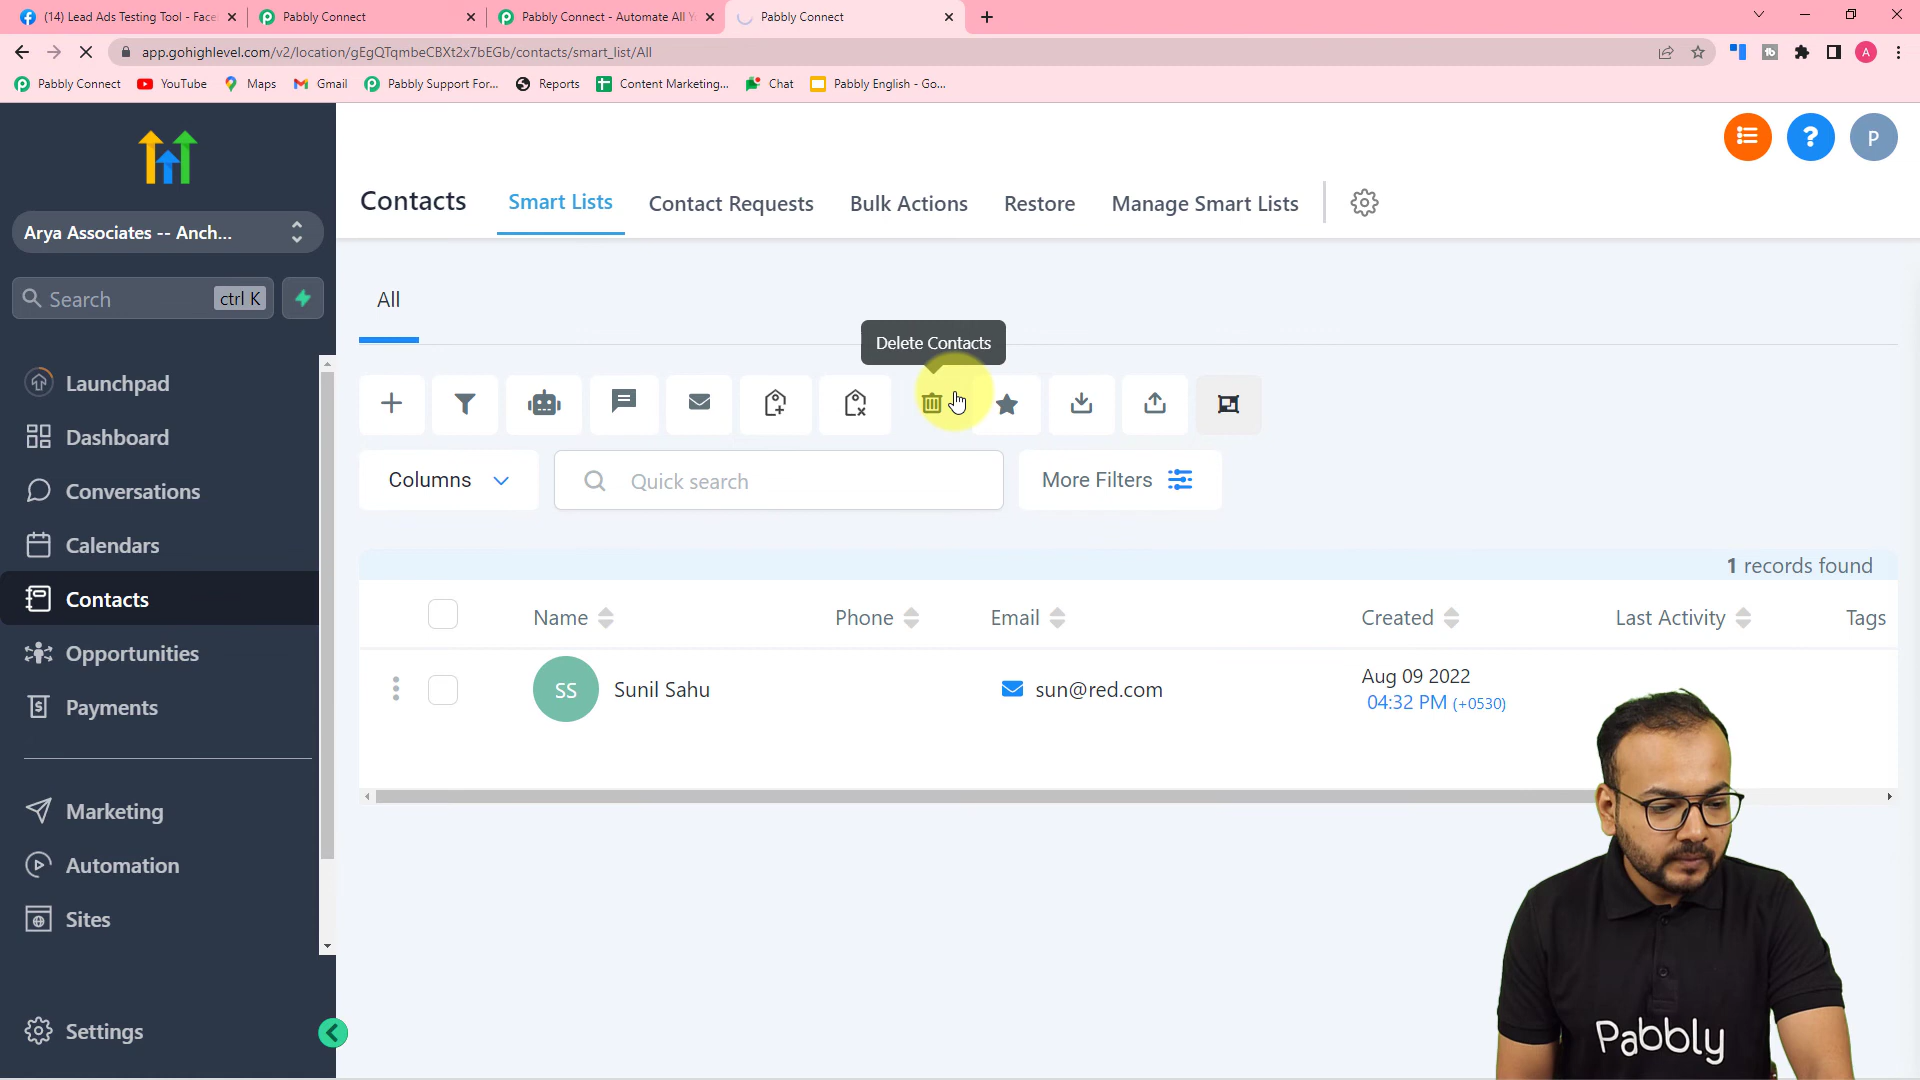 (14) Lead Ads Testing Tool - Face
Pabbly Connect
Pabbly Connect - Automate All Y
Pabbly Connect
app.gohighlevel.com/v2/location/gEgQTqmbeCBXt2x7bEGb/contacts/smart_list/All
A
Pabbly Connect
YouTube
Maps
Gmail
Pabbly Support For...
Reports
Content Marketing...
Chat
Pabbly English - Go...
?
P
Contacts
Smart Lists
Contact Requests
Bulk Actions
Restore
Manage Smart Lists
Arya Associates -- Anch...
Search
ctrl K
All
Delete Contacts
Launchpad
Dashboard
Conversations
Calendars
Contacts
Opportunities
Payments
Marketing
Automation
Sites
Settings
Columns
Quick search
More Filters
1 records found
Name
Phone
Email
Created
Last Activity
Tags
SS
Sunil Sahu
sun@red.com
Aug 09 2022
04:32 PM (+0530)
Pabbly